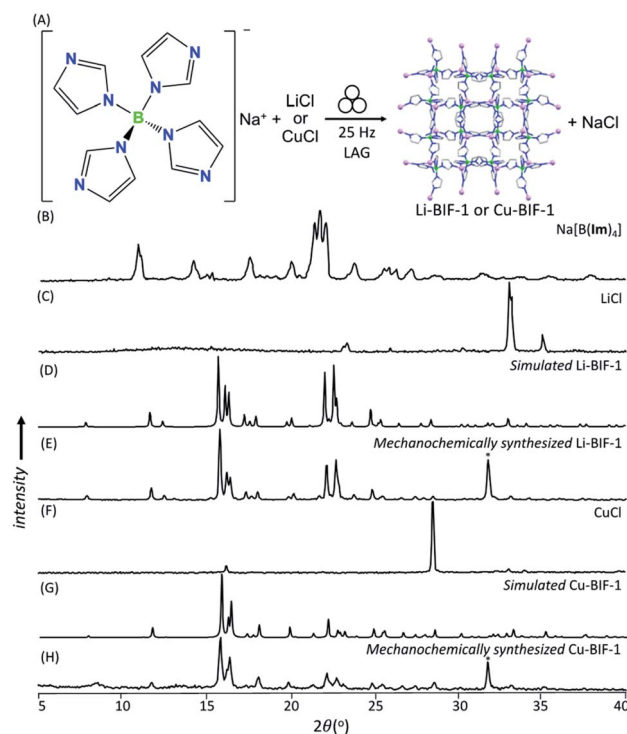 (A)
N
N
N
N
B
N
N
N
N
−
Na⁺ +
LiCl
or
CuCl
25 Hz
LAG
+ NaCl
Li-BIF-1 or Cu-BIF-1
(B)
Na[B(Im)₄]
(C)
LiCl
(D)
Simulated Li-BIF-1
(E)
Mechanochemically synthesized Li-BIF-1
*
(F)
CuCl
(G)
Simulated Cu-BIF-1
(H)
Mechanochemically synthesized Cu-BIF-1
*
intensity
5 10 15 20 25 30 35 40
2θ(°)